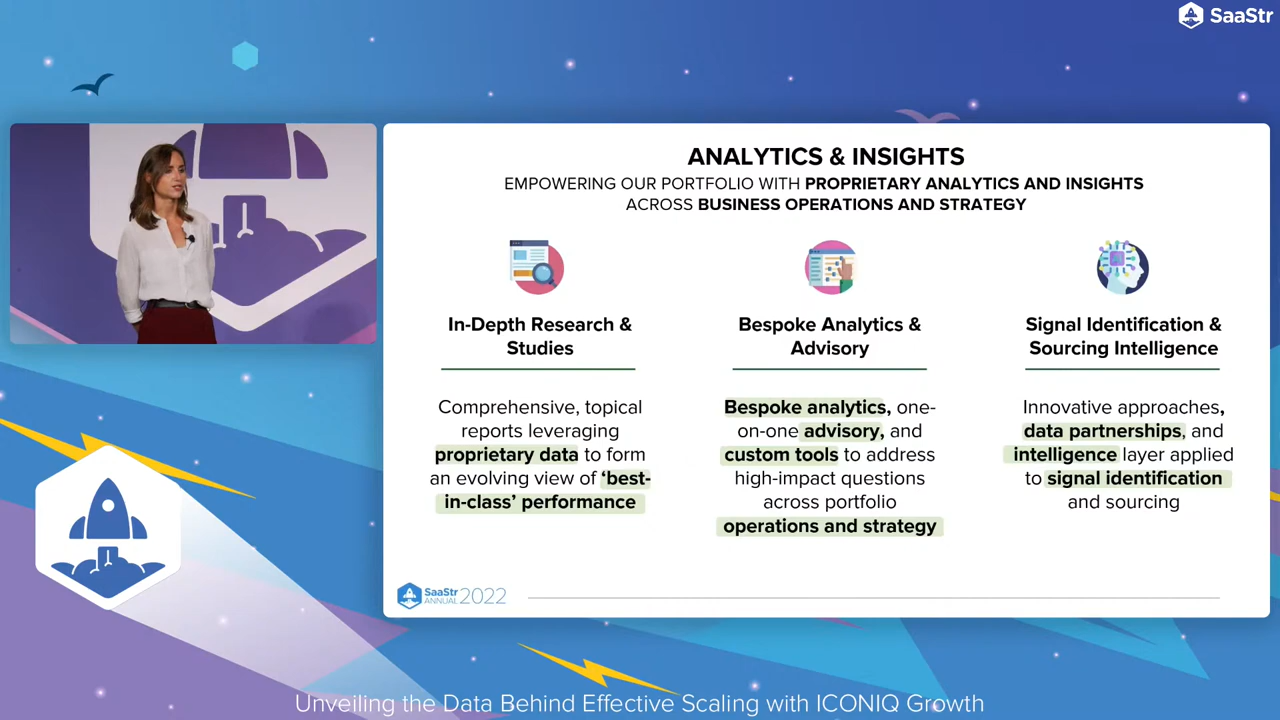 SaaStr
ANALYTICS & INSIGHTS
EMPOWERING OUR PORTFOLIO WITH PROPRIETARY ANALYTICS AND INSIGHTS
ACROSS BUSINESS OPERATIONS AND STRATEGY
In-Depth Research &
Studies
Comprehensive, topical
reports leveraging
proprietary data to form
an evolving view of ‘best-
in-class’ performance
Bespoke Analytics &
Advisory
Bespoke analytics, one-
on-one advisory, and
custom tools to address
high-impact questions
across portfolio
operations and strategy
Signal Identification &
Sourcing Intelligence
Innovative approaches,
data partnerships, and
intelligence layer applied
to signal identification
and sourcing
SaaStr
ANNUAL 2022
Unveiling the Data Behind Effective Scaling with ICONIQ Growth